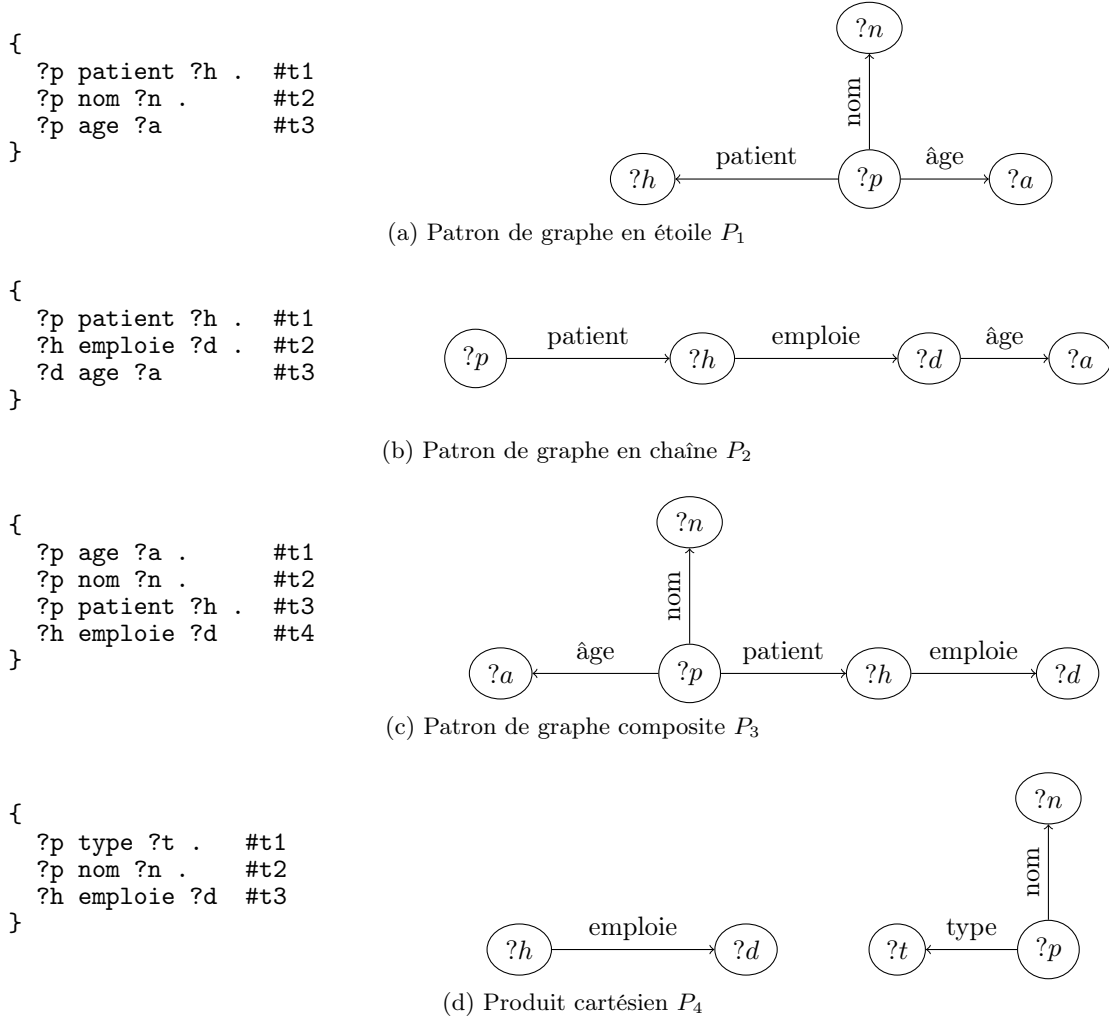 {
?p patient ?h . #t1
?p nom ?n . #t2
?p age ?a #t3
}
?n
nom
patient
âge
?h
?p
?a
(a) Patron de graphe en étoile P1
{
?p patient ?h . #t1
?h emploie ?d . #t2
?d age ?a #t3
}
patient
emploie
âge
?p
?h
?d
?a
(b) Patron de graphe en chaîne P2
{
?p age ?a . #t1
?p nom ?n . #t2
?p patient ?h . #t3
?h emploie ?d #t4
}
?n
nom
âge
patient
emploie
?a
?p
?h
?d
(c) Patron de graphe composite P3
{
?p type ?t . #t1
?p nom ?n . #t2
?h emploie ?d #t3
}
?n
nom
emploie
type
?h
?d
?t
?p
(d) Produit cartésien P4